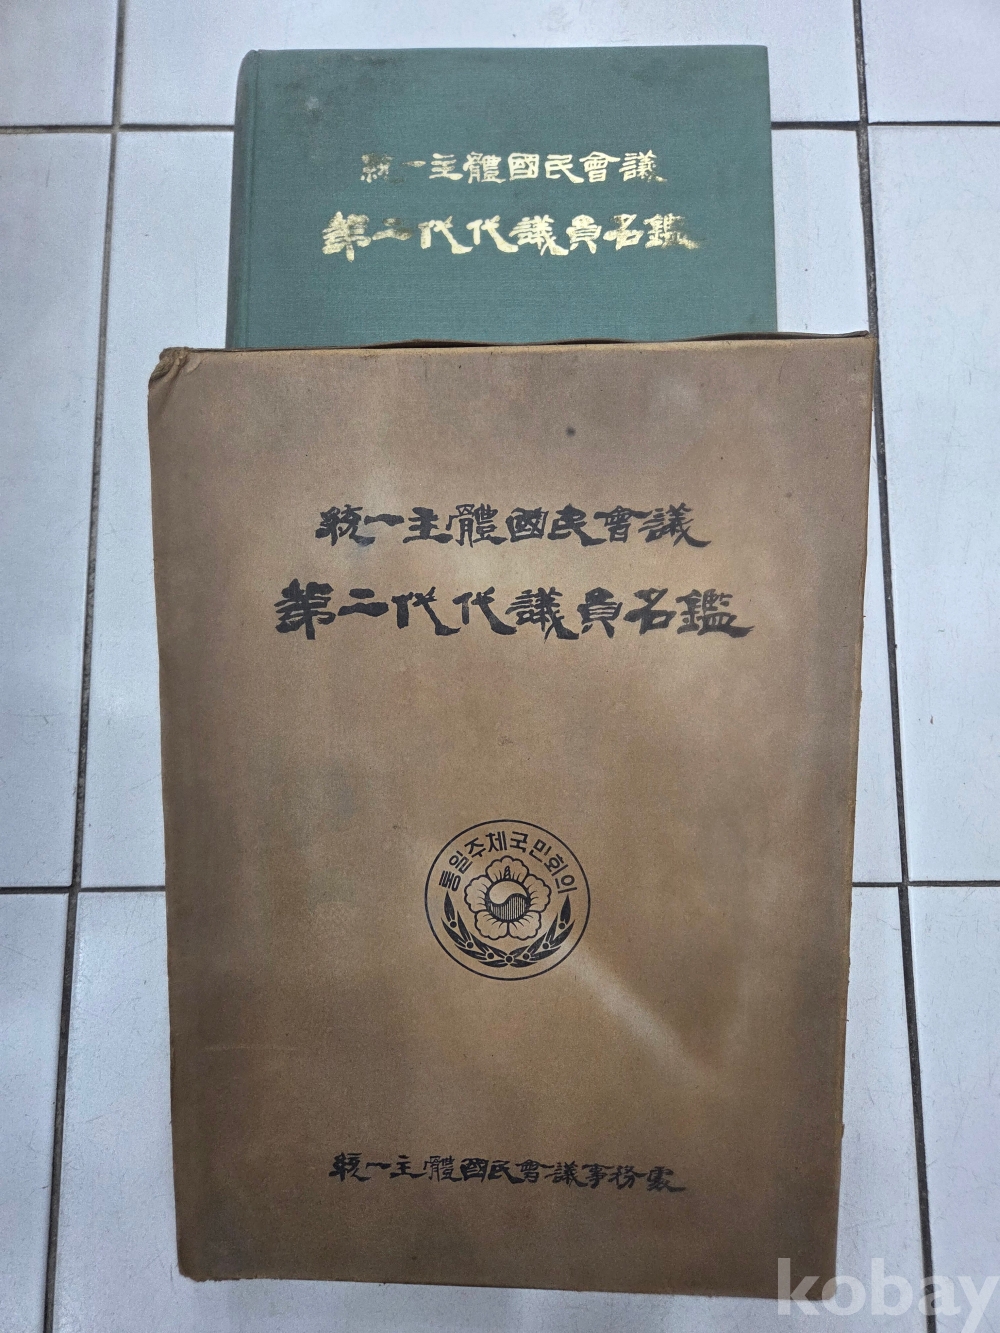 統一主體國民會議
第二代代議員名鑑
統一主體國民會議
第二代代議員名鑑
통일주체국민회의
統一主體國民會議事務處
kobay